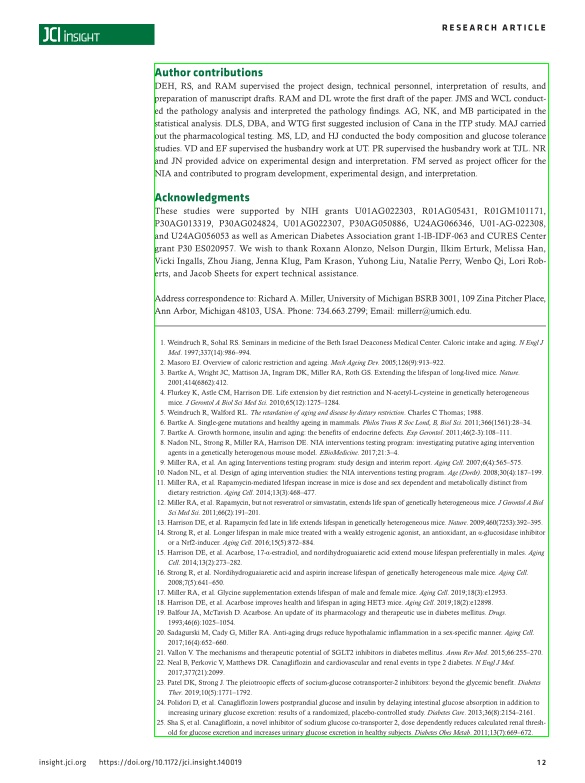 JCI insight
RESEARCH ARTICLE
Author contributions
DEH, RS, and RAM supervised the project design, technical personnel, interpretation of results, and
preparation of manuscript drafts. RAM and DL wrote the first draft of the paper. JMS and WCL conduct-
ed the pathology analysis and interpreted the pathology findings. AG, NK, and MB participated in the
statistical analysis. DLS, DBA, and WTG first suggested inclusion of Cana in the ITP study. MAJ carried
out the pharmacological testing. MS, LD, and HJ conducted the body composition and glucose tolerance
studies. VD and EF supervised the husbandry work at UT. PR supervised the husbandry work at TJL. NR
and JN provided advice on experimental design and interpretation. FM served as project officer for the
NIA and contributed to program development, experimental design, and interpretation.
Acknowledgments
These studies were supported by NIH grants U01AG022303, R01AG05431, R01GM101171,
P30AG013319, P30AG024824, U01AG022307, P30AG050886, U24AG066346, U01-AG-022308,
and U24AG056053 as well as American Diabetes Association grant 1-IB-IDF-063 and CURES Center
grant P30 ES020957. We wish to thank Roxann Alonzo, Nelson Durgin, Ilkim Erturk, Melissa Han,
Vicki Ingalls, Zhou Jiang, Jenna Klug, Pam Krason, Yuhong Liu, Natalie Perry, Wenbo Qi, Lori Rob-
erts, and Jacob Sheets for expert technical assistance.
Address correspondence to: Richard A. Miller, University of Michigan BSRB 3001, 109 Zina Pitcher Place,
Ann Arbor, Michigan 48103, USA. Phone: 734.663.2799; Email: millerr@umich.edu.
1. Weindruch R, Sohal RS. Seminars in medicine of the Beth Israel Deaconess Medical Center. Caloric intake and aging. N Engl J
Med. 1997;337(14):986–994.
2. Masoro EJ. Overview of caloric restriction and ageing. Mech Ageing Dev. 2005;126(9):913–922.
3. Bartke A, Wright JC, Mattison JA, Ingram DK, Miller RA, Roth GS. Extending the lifespan of long-lived mice. Nature.
2001;414(6862):412.
4. Flurkey K, Astle CM, Harrison DE. Life extension by diet restriction and N-acetyl-L-cysteine in genetically heterogeneous
mice. J Gerontol A Biol Sci Med Sci. 2010;65(12):1275–1284.
5. Weindruch R, Walford RL. The retardation of aging and disease by dietary restriction. Charles C Thomas; 1988.
6. Bartke A. Single-gene mutations and healthy ageing in mammals. Philos Trans R Soc Lond, B, Biol Sci. 2011;366(1561):28–34.
7. Bartke A. Growth hormone, insulin and aging: the benefits of endocrine defects. Exp Gerontol. 2011;46(2-3):108–111.
8. Nadon NL, Strong R, Miller RA, Harrison DE. NIA interventions testing program: investigating putative aging intervention
agents in a genetically heterogeneous mouse model. EBioMedicine. 2017;21:3–4.
9. Miller RA, et al. An aging Interventions testing program: study design and interim report. Aging Cell. 2007;6(4):565–575.
10. Nadon NL, et al. Design of aging intervention studies: the NIA interventions testing program. Age (Dordr). 2008;30(4):187–199.
11. Miller RA, et al. Rapamycin-mediated lifespan increase in mice is dose and sex dependent and metabolically distinct from
dietary restriction. Aging Cell. 2014;13(3):468–477.
12. Miller RA, et al. Rapamycin, but not resveratrol or simvastatin, extends life span of genetically heterogeneous mice. J Gerontol A Biol
Sci Med Sci. 2011;66(2):191–201.
13. Harrison DE, et al. Rapamycin fed late in life extends lifespan in genetically heterogeneous mice. Nature. 2009;460(7253):392–395.
14. Strong R, et al. Longer lifespan in male mice treated with a weakly estrogenic agonist, an antioxidant, an α-glucosidase inhibitor
or a Nrf2-inducer. Aging Cell. 2016;15(5):872–884.
15. Harrison DE, et al. Acarbose, 17-α-estradiol, and nordihydroguaiaretic acid extend mouse lifespan preferentially in males. Aging
Cell. 2014;13(2):273–282.
16. Strong R, et al. Nordihydroguaiaretic acid and aspirin increase lifespan of genetically heterogeneous male mice. Aging Cell.
2008;7(5):641–650.
17. Miller RA, et al. Glycine supplementation extends lifespan of male and female mice. Aging Cell. 2019;18(3):e12953.
18. Harrison DE, et al. Acarbose improves health and lifespan in aging HET3 mice. Aging Cell. 2019;18(2):e12898.
19. Balfour JA, McTavish D. Acarbose. An update of its pharmacology and therapeutic use in diabetes mellitus. Drugs.
1993;46(6):1025–1054.
20. Sadagurski M, Cady G, Miller RA. Anti-aging drugs reduce hypothalamic inflammation in a sex-specific manner. Aging Cell.
2017;16(4):652–660.
21. Vallon V. The mechanisms and therapeutic potential of SGLT2 inhibitors in diabetes mellitus. Annu Rev Med. 2015;66:255–270.
22. Neal B, Perkovic V, Matthews DR. Canagliflozin and cardiovascular and renal events in type 2 diabetes. N Engl J Med.
2017;377(21):2099.
23. Patel DK, Strong J. The pleiotropic effects of socium-glucose cotransporter-2 inhibitors: beyond the glycemic benefit. Diabetes
Ther. 2019;10(5):1771–1792.
24. Polidori D, et al. Canagliflozin lowers postprandial glucose and insulin by delaying intestinal glucose absorption in addition to
increasing urinary glucose excretion: results of a randomized, placebo-controlled study. Diabetes Care. 2013;36(8):2154–2161.
25. Sha S, et al. Canagliflozin, a novel inhibitor of sodium glucose co-transporter 2, dose dependently reduces calculated renal thresh-
old for glucose excretion and increases urinary glucose excretion in healthy subjects. Diabetes Obes Metab. 2011;13(7):669–672.
insight.jci.org https://doi.org/10.1172/jci.insight.140019
12